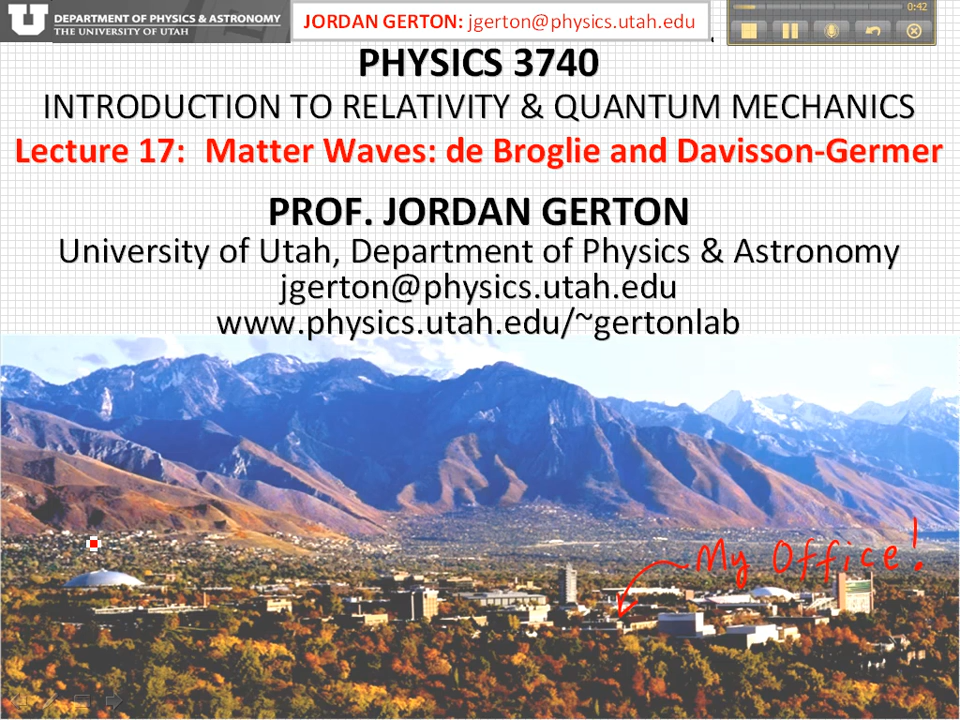 DEPARTMENT OF PHYSICS & ASTRONOMY
THE UNIVERSITY OF UTAH
JORDAN GERTON: jgerton@physics.utah.edu
0:42
PHYSICS 3740
INTRODUCTION TO RELATIVITY & QUANTUM MECHANICS
Lecture 17: Matter Waves: de Broglie and Davisson-Germer
PROF. JORDAN GERTON
University of Utah, Department of Physics & Astronomy
jgerton@physics.utah.edu
www.physics.utah.edu/~gertonlab
My Office!